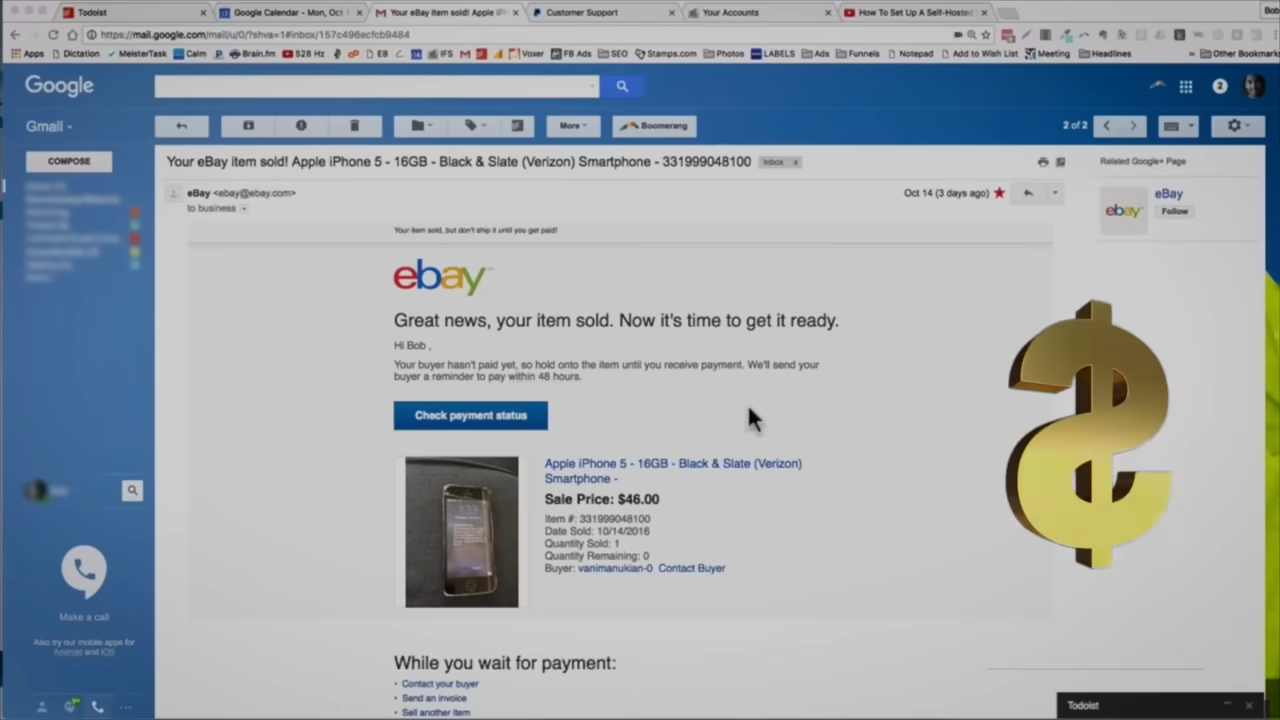 Todoist
Google Calendar - Mon, Oct 1
Your eBay item sold! Apple iP
Customer Support
Your Accounts
How To Set Up A Self-Hosted
Bob
https://mail.google.com/mail/u/0/?shva=1#inbox/157c496ecfcb9484
Apps
Dictation
MeisterTask
Calm
Brain.fm
528 Hz
EB
IFS
Voxer
FB Ads
SEO
Stamps.com
Photos
LABELS
Ads
Funnels
Notepad
Add to Wish List
Meeting
Headlines
» Other Bookmark
Google
2
Gmail
More
Boomerang
2 of 2
COMPOSE
Your eBay item sold! Apple iPhone 5 - 16GB - Black & Slate (Verizon) Smartphone - 331999048100
Inbox x
Related Google+ Page
eBay <ebay@ebay.com>
Oct 14 (3 days ago)
to business
ebay
eBay
Follow
Your item sold, but don't ship it until you get paid!
ebay
Great news, your item sold. Now it's time to get it ready.
Hi Bob ,
Your buyer hasn't paid yet, so hold onto the item until you receive payment. We'll send your
buyer a reminder to pay within 48 hours.
Check payment status
Apple iPhone 5 - 16GB - Black & Slate (Verizon)
Smartphone -
Sale Price: $46.00
Item #: 331999048100
Date Sold: 10/14/2016
Quantity Sold: 1
Quantity Remaining: 0
Buyer: vanimanukian-0 Contact Buyer
Make a call
Also try our mobile apps for
Android and iOS
While you wait for payment:
• Contact your buyer
• Send an invoice
• Sell another item
Todoist